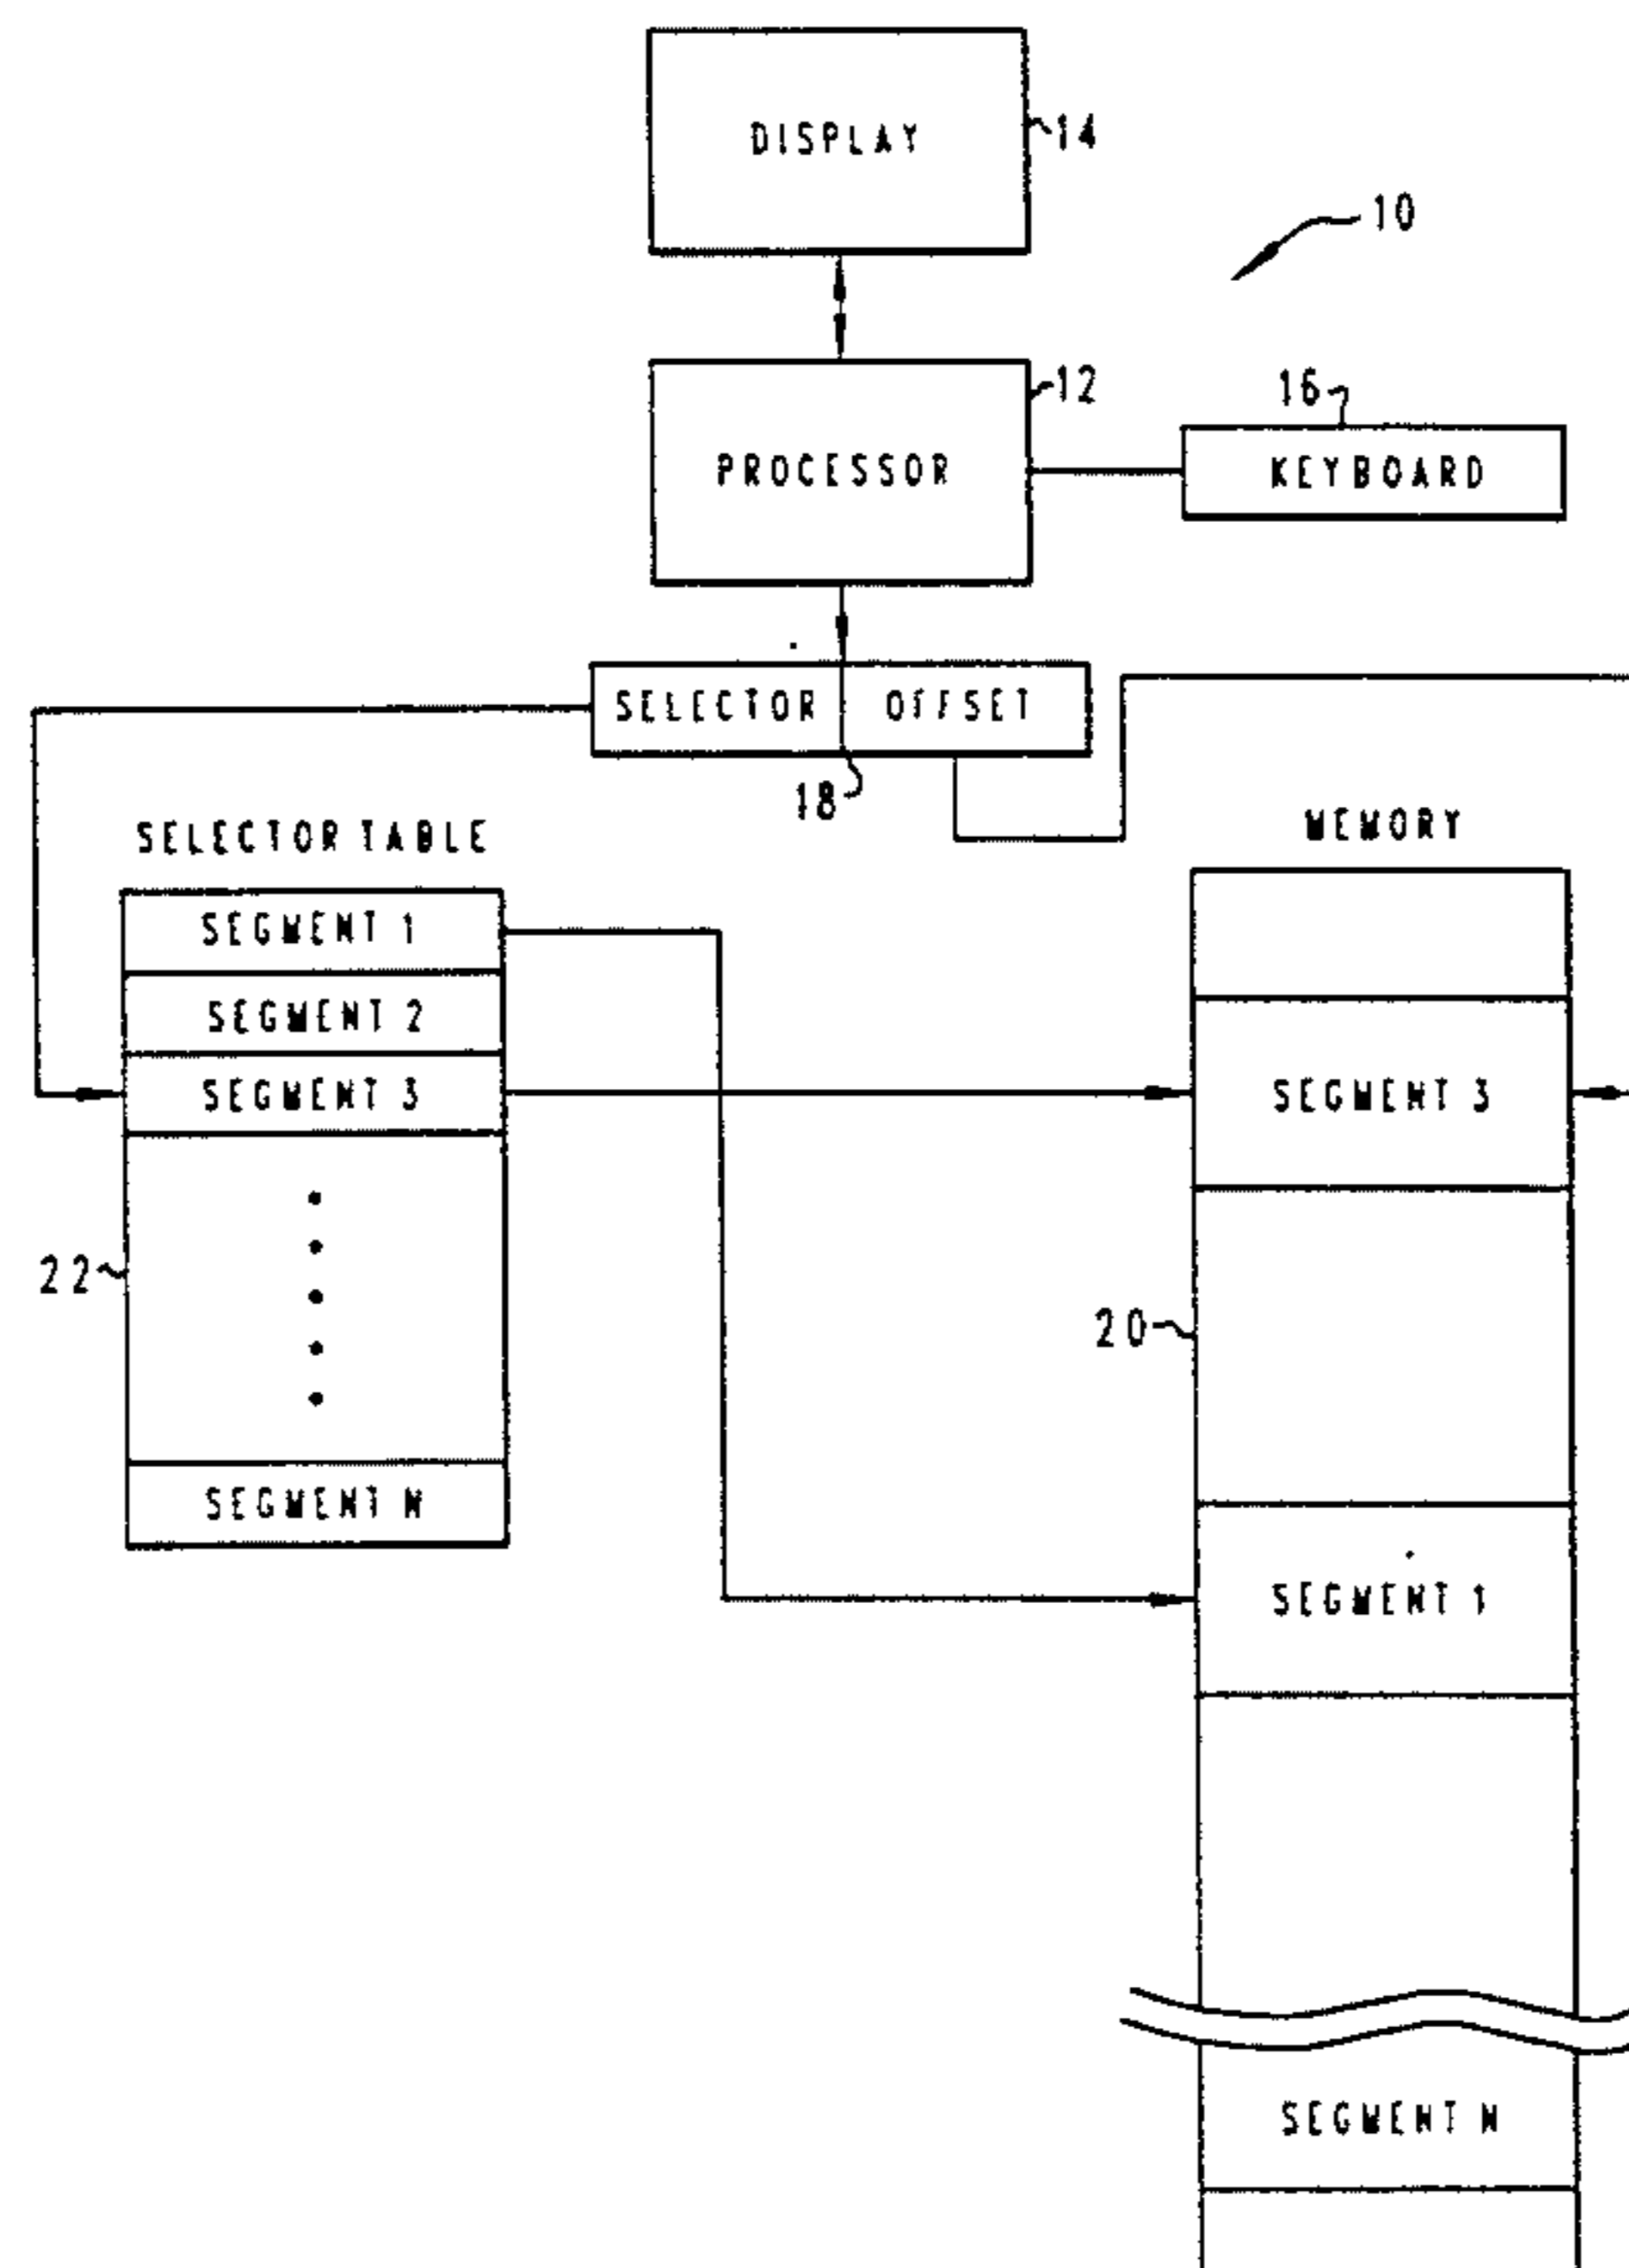 DISPLAY
14
10
PROCESSOR
12
16
KEYBOARD
SELECTOR OFFSET
18
SELECTOR TABLE
MEMORY
SEGMENT 1
SEGMENT 2
SEGMENT 3
SEGMENT 3
22
20
SEGMENT N
SEGMENT 1
SEGMENT N